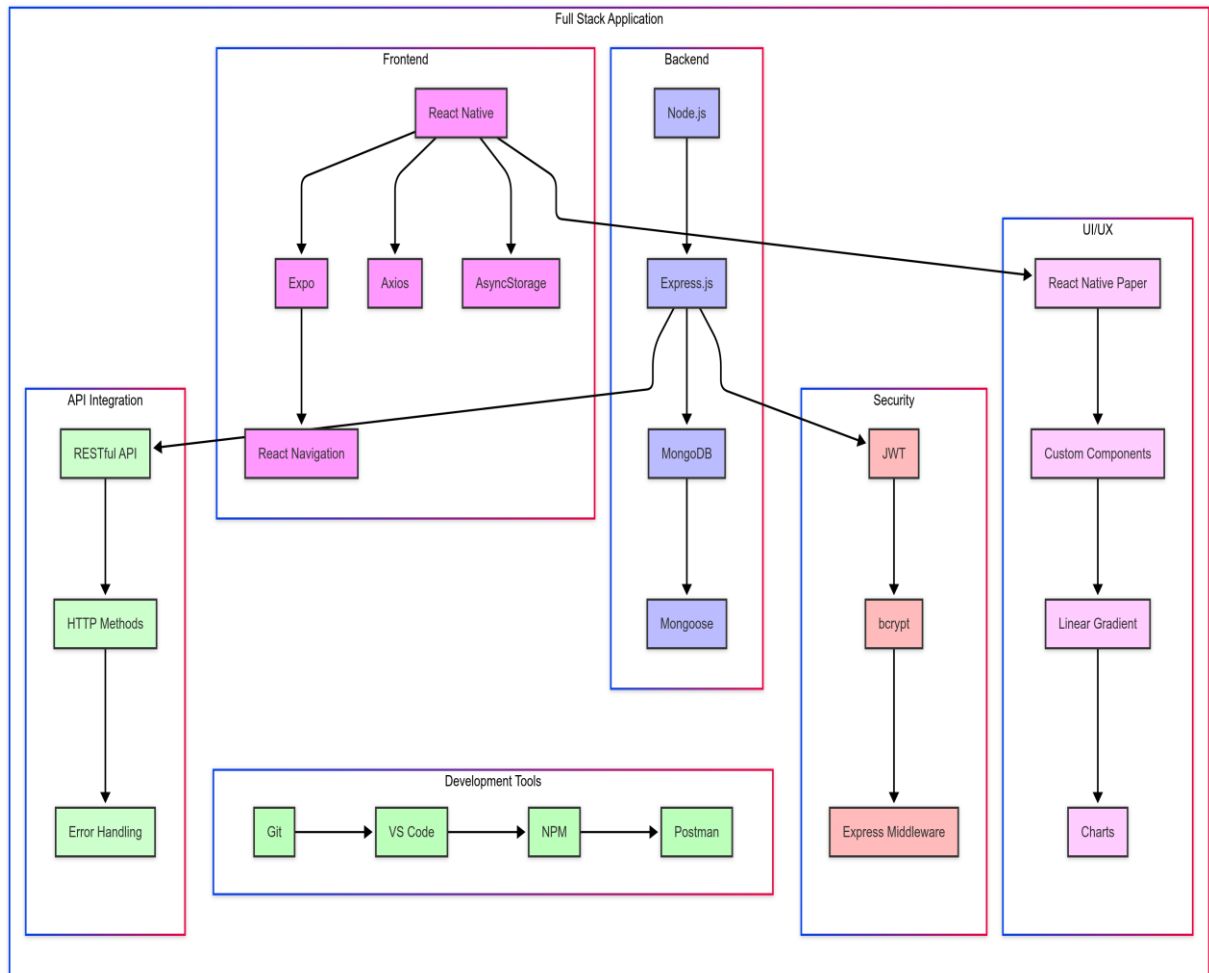 Full Stack Application
Frontend
Backend
React Native
Node.js
UI/UX
Expo
Axios
AsyncStorage
Express.js
React Native Paper
API Integration
Security
RESTful API
React Navigation
MongoDB
JWT
Custom Components
HTTP Methods
Mongoose
bcrypt
Linear Gradient
Development Tools
Error Handling
Git
VS Code
NPM
Postman
Express Middleware
Charts